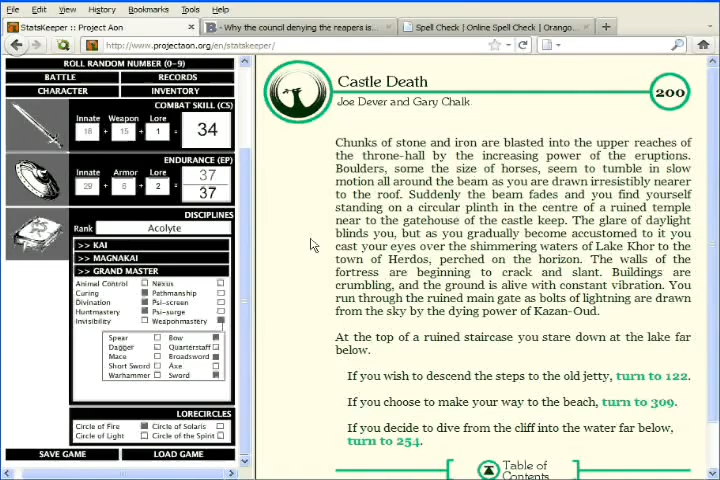 File Edit View History Bookmarks Tools Help
StatsKeeper :: Project Aon
- Why the council denying the reapers is...
Spell Check | Online Spell Check | Orango...
http://www.projectaon.org/en/statskeeper/
ROLL RANDOM NUMBER (0-9)
BATTLE RECORDS
CHARACTER INVENTORY
COMBAT SKILL (CS)
Innate Weapon Lore
18 + 15 + 1 = 34
ENDURANCE (EP)
Innate Armor Lore
29 + 6 + 2 = 37
37
DISCIPLINES
Rank Acolyte
>> KAI
>> MAGNAKAI
>> GRAND MASTER
Animal Control Nexus
Curing Pathmanship
Divination Psi-screen
Huntmastery Psi-surge
Invisibility Weaponmastery
Spear Bow
Dagger Quarterstaff
Mace Broadsword
Short Sword Axe
Warhammer Sword
LORECIRCLES
Circle of Fire Circle of Solaris
Circle of Light Circle of the Spirit
SAVE GAME LOAD GAME
Castle Death
200
Joe Dever and Gary Chalk
Chunks of stone and iron are blasted into the upper reaches of
the throne-hall by the increasing power of the eruptions.
Boulders, some the size of horses, seem to tumble in slow
motion all around the beam as you are drawn irresistibly nearer
to the roof. Suddenly the beam fades and you find yourself
standing on a circular plinth in the centre of a ruined temple
near to the gatehouse of the castle keep. The glare of daylight
blinds you, but as you gradually become accustomed to it you
cast your eyes over the shimmering waters of Lake Khor to the
town of Herdos, perched on the horizon. The walls of the
fortress are beginning to crack and slant. Buildings are
crumbling, and the ground is alive with constant vibration. You
run through the ruined main gate as bolts of lightning are drawn
from the sky by the dying power of Kazan-Oud.
At the top of a ruined staircase you stare down at the lake far
below.
If you wish to descend the steps to the old jetty, turn to 122.
If you choose to make your way to the beach, turn to 309.
If you decide to dive from the cliff into the water far below,
turn to 254.
Table of
Contents